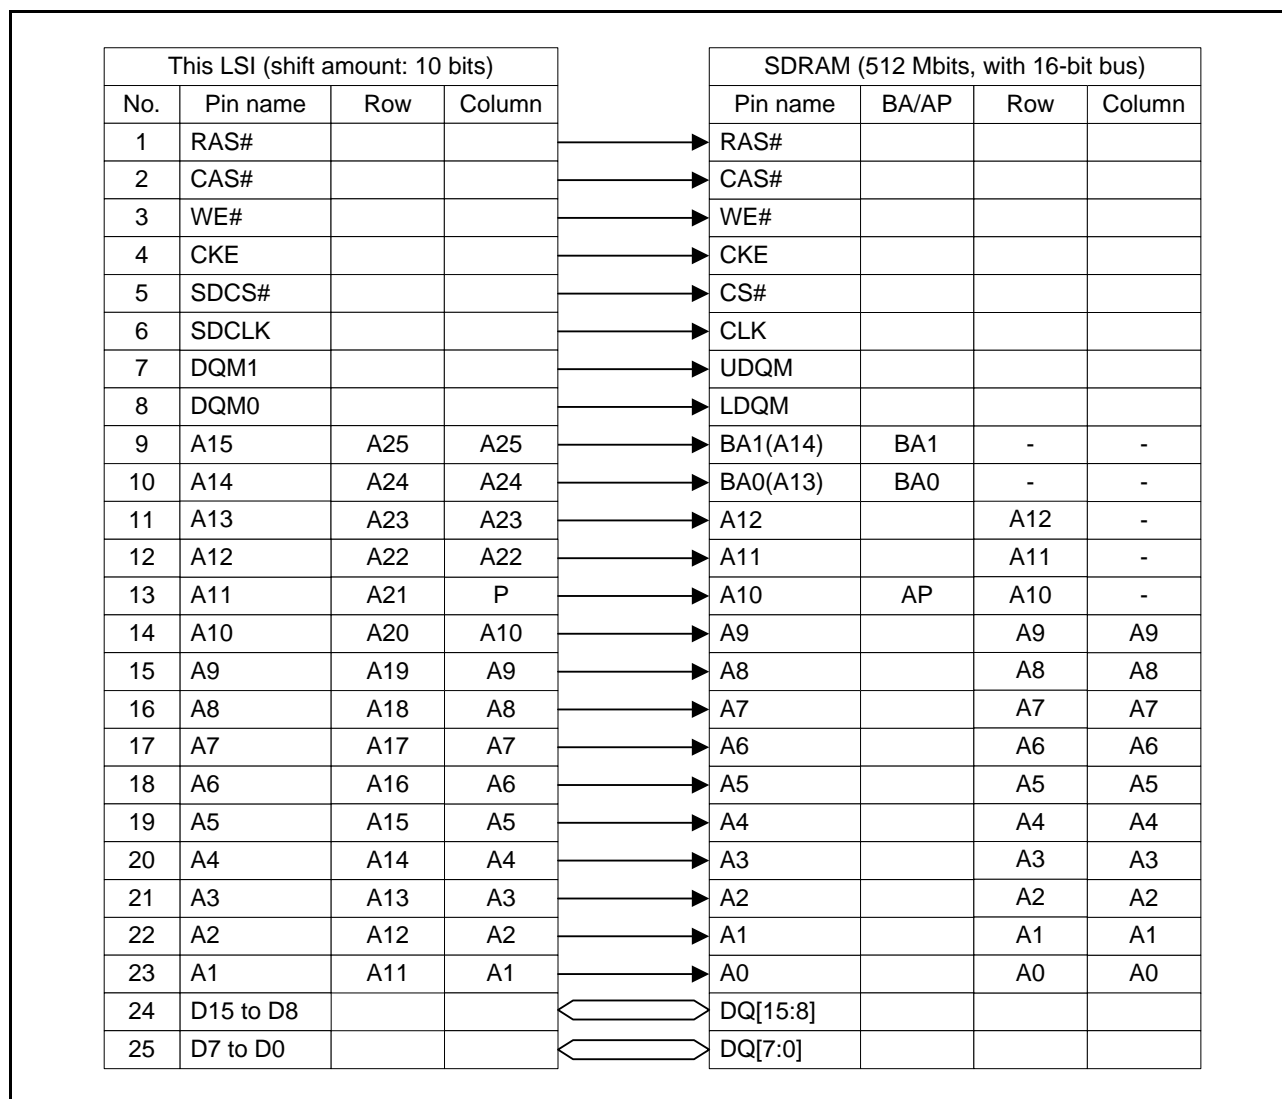 This LSI (shift amount: 10 bits) SDRAM (512 Mbits, with 16-bit bus)
No. Pin name Row Column Pin name BA/AP Row Column
1 RAS# RAS#
2 CAS# CAS#
3 WE# WE#
4 CKE CKE
5 SDCS# CS#
6 SDCLK CLK
7 DQM1 UDQM
8 DQM0 LDQM
9 A15 A25 A25 BA1(A14) BA1 - -
10 A14 A24 A24 BA0(A13) BA0 - -
11 A13 A23 A23 A12 A12 -
12 A12 A22 A22 A11 A11 -
13 A11 A21 P A10 AP A10 -
14 A10 A20 A10 A9 A9 A9
15 A9 A19 A9 A8 A8 A8
16 A8 A18 A8 A7 A7 A7
17 A7 A17 A7 A6 A6 A6
18 A6 A16 A6 A5 A5 A5
19 A5 A15 A5 A4 A4 A4
20 A4 A14 A4 A3 A3 A3
21 A3 A13 A3 A2 A2 A2
22 A2 A12 A2 A1 A1 A1
23 A1 A11 A1 A0 A0 A0
24 D15 to D8 DQ[15:8]
25 D7 to D0 DQ[7:0]